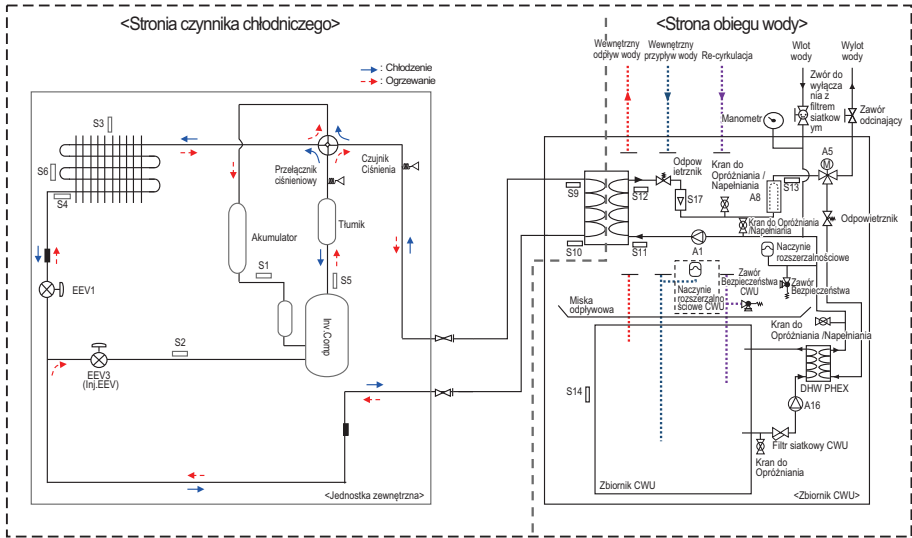 <Stronia czynnika chłodniczego>
<Strona obiegu wody>
: Chłodzenie
: Ogrzewanie
Wewnętrzny
odpływ wody
Wewnętrzny
przypływ wody
Re-cyrkulacja
Wlot
wody
Wylot
wody
Zwór do
wyłącza
nia z
filtrem
siatkow
ym
Zawór
odcinający
Manometr
S3
S6
S4
Przełącznik
ciśnieniowy
Czujnik
Ciśnienia
Akumulator
Tłumik
S1
S5
EEV1
Inv.Comp
EEV3
(Inj.EEV)
S2
<Jednostka zewnętrzna>
S9
S12
S10
S11
Odpow
ietrznik
S17
Kran do
Opróżniania /
Napełniania
A8
S13
A5
M
Odpowietrznik
Kran do Opróżniania
/Napełniania
A1
Naczynie
rozszerzalnościowe
Naczynie
rozszerzalno
ściowe CWU
Zawór
Bezpieczeństwa
CWU
Zawór
Bezpieczeństwa
Miska
odpływowa
Kran do
Opróżniania /Napełniania
S14
DHW PHEX
A16
Filtr siatkowy CWU
Kran do
Opróżniania
Zbiornik CWU
<Zbiornik CWU>